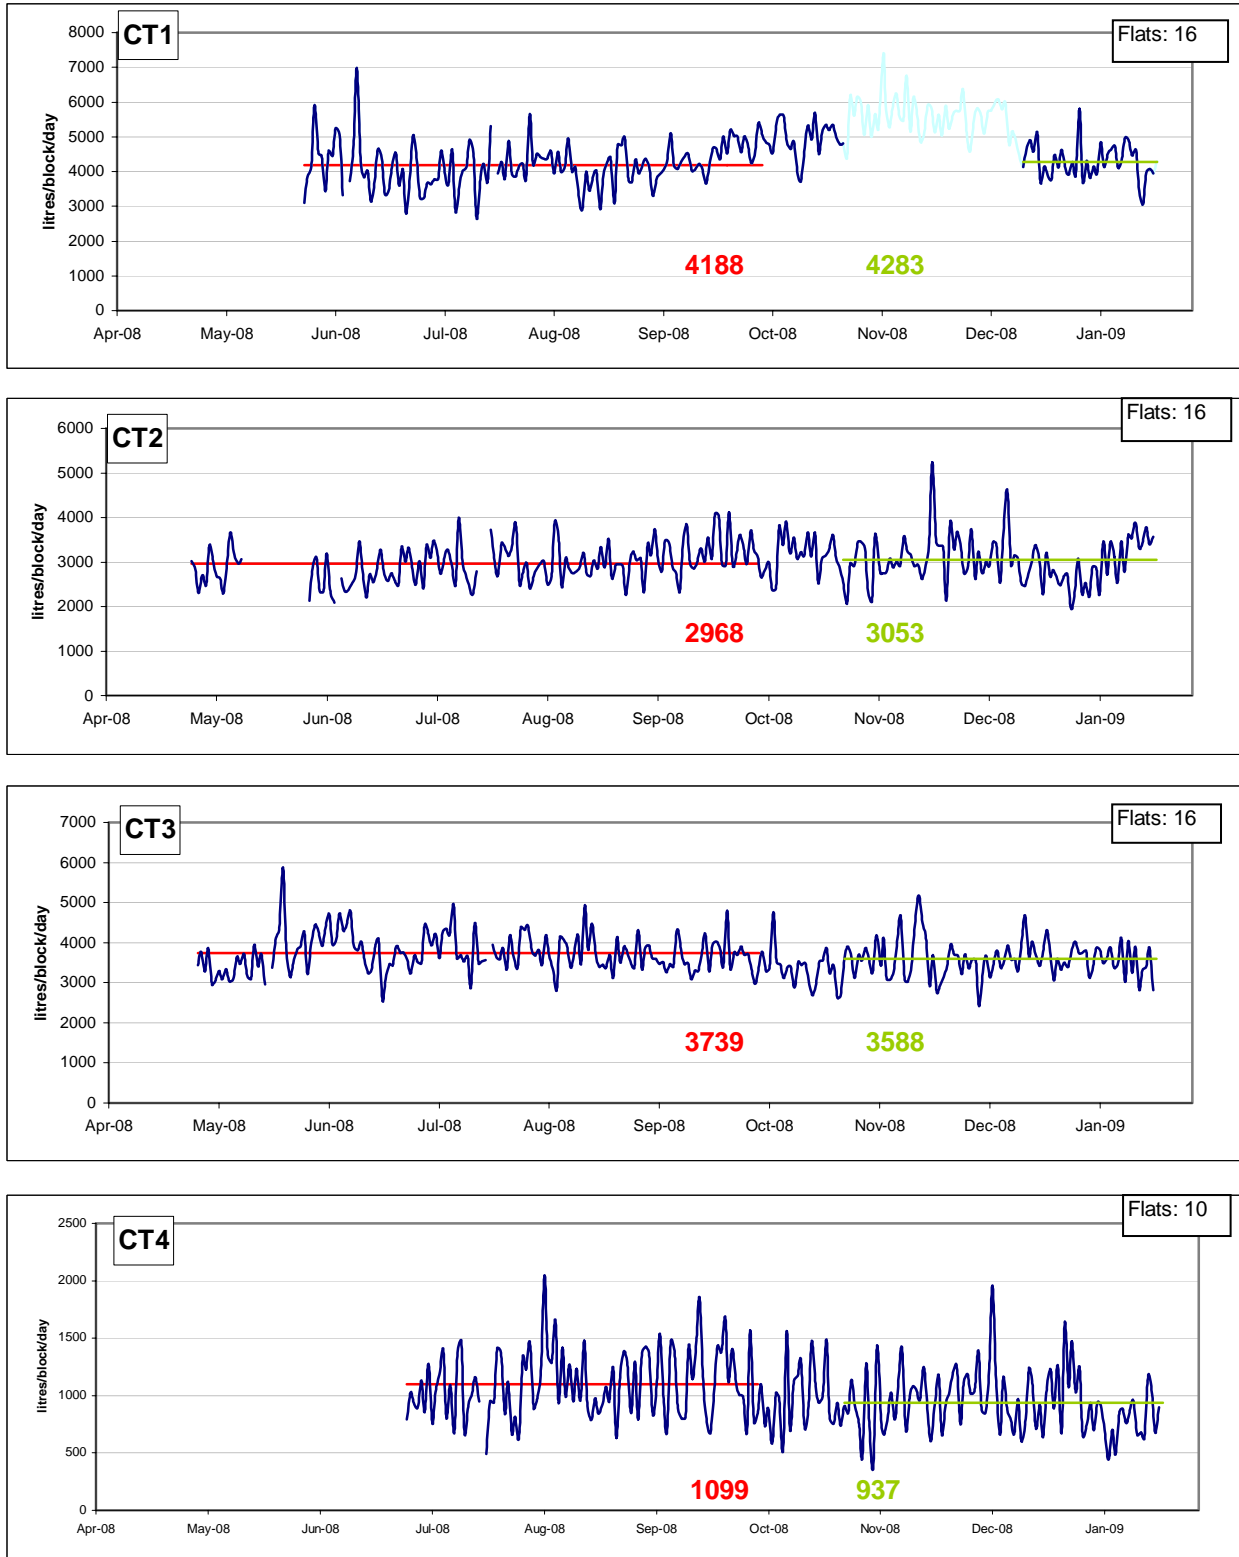 CT1
Flats: 16
8000
7000
6000
5000
4000
3000
2000
1000
0
litres/block/day
4188
4283
Apr-08 May-08 Jun-08 Jul-08 Aug-08 Sep-08 Oct-08 Nov-08 Dec-08 Jan-09
CT2
Flats: 16
6000
5000
4000
3000
2000
1000
0
litres/block/day
2968
3053
Apr-08 May-08 Jun-08 Jul-08 Aug-08 Sep-08 Oct-08 Nov-08 Dec-08 Jan-09
CT3
Flats: 16
7000
6000
5000
4000
3000
2000
1000
0
litres/block/day
3739
3588
Apr-08 May-08 Jun-08 Jul-08 Aug-08 Sep-08 Oct-08 Nov-08 Dec-08 Jan-09
CT4
Flats: 10
2500
2000
1500
1000
500
0
litres/block/day
1099
937
Apr-08 May-08 Jun-08 Jul-08 Aug-08 Sep-08 Oct-08 Nov-08 Dec-08 Jan-09